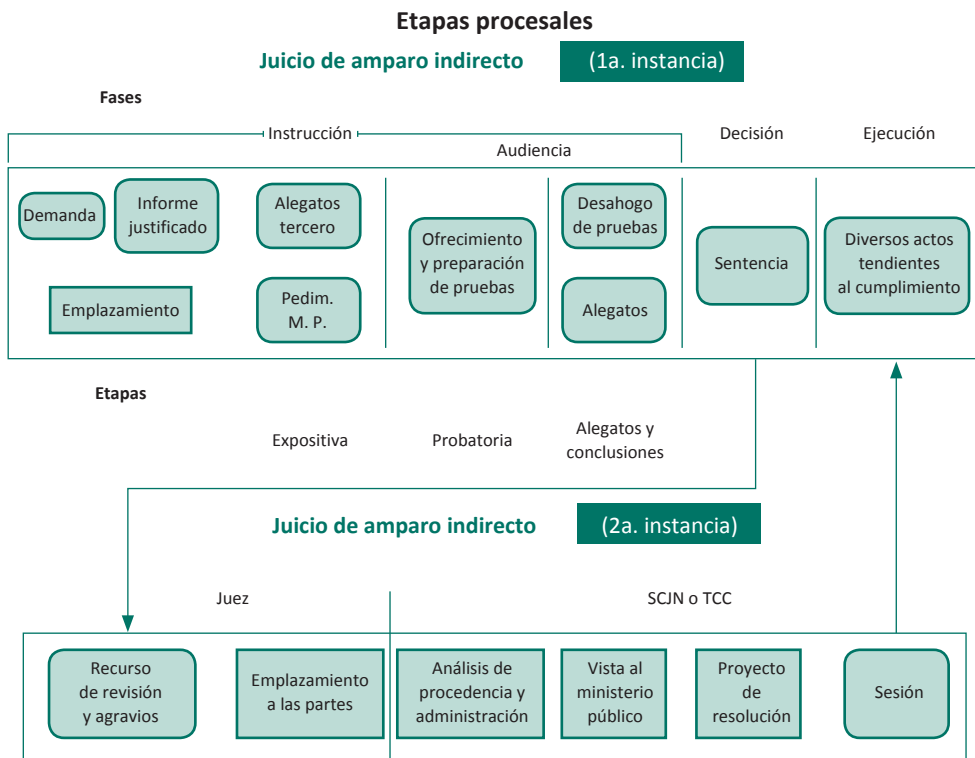 Etapas procesales
Juicio de amparo indirecto (1a. instancia)
Fases
Instrucción
Audiencia
Decisión
Ejecución
Demanda
Informe
justificado
Emplazamiento
Alegatos
tercero
Pedim.
M. P.
Ofrecimiento
y preparación
de pruebas
Desahogo
de pruebas
Alegatos
Sentencia
Diversos actos
tendientes
al cumplimiento
Etapas
Expositiva
Probatoria
Alegatos y
conclusiones
Juicio de amparo indirecto (2a. instancia)
Juez
SCJN o TCC
Recurso
de revisión
y agravios
Emplazamiento
a las partes
Análisis de
procedencia y
administración
Vista al
ministerio
público
Proyecto
de
resolución
Sesión